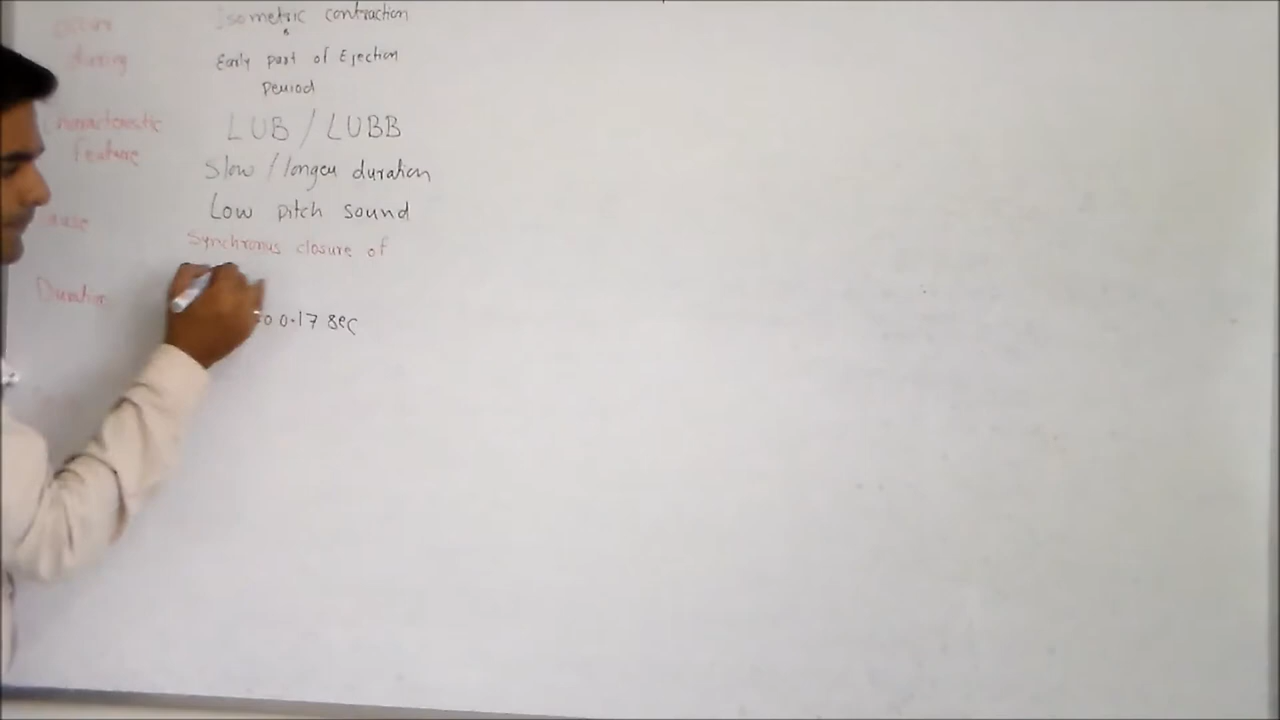 occurs Isometric contraction
during Early part of Ejection
period
Characteristic LUB / LUBB
Feature
Slow / longer duration
Low pitch sound
Synchronus closure of
Duration 0.17 sec